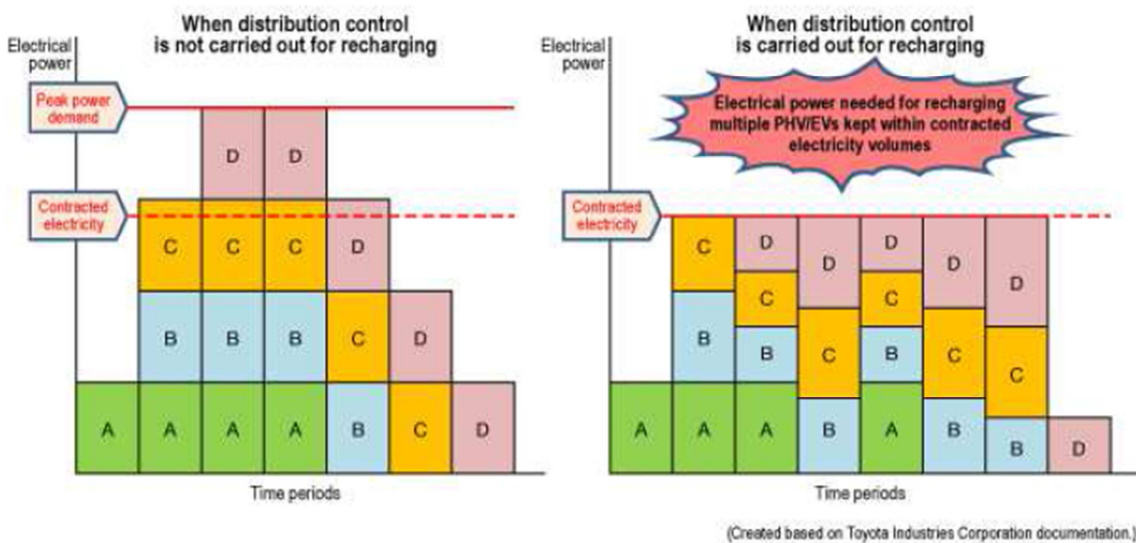 When distribution control
is not carried out for recharging
Electrical
power
Peak power
demand
Contracted
electricity
D D
C C C D
B B B C D
A A A A B C D
Time periods
When distribution control
is carried out for recharging
Electrical
power
Electrical power needed for recharging
multiple PHV/EVs kept within contracted
electricity volumes
Contracted
electricity
C D D D D D
B C C C C C
A A B B B B B D
A A
Time periods
(Created based on Toyota Industries Corporation documentation.)